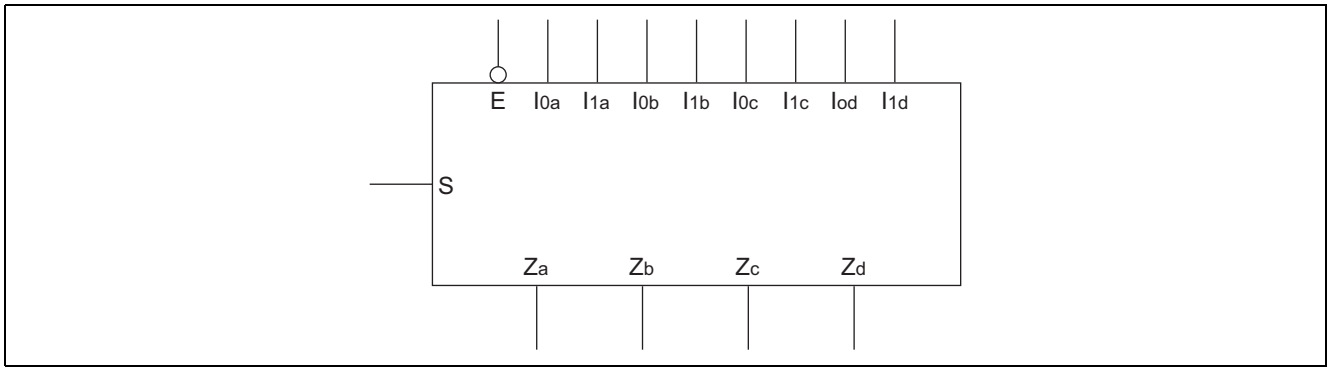 E I0a I1a I0b I1b I0c I1c Iod I1d
S
Za Zb Zc Zd